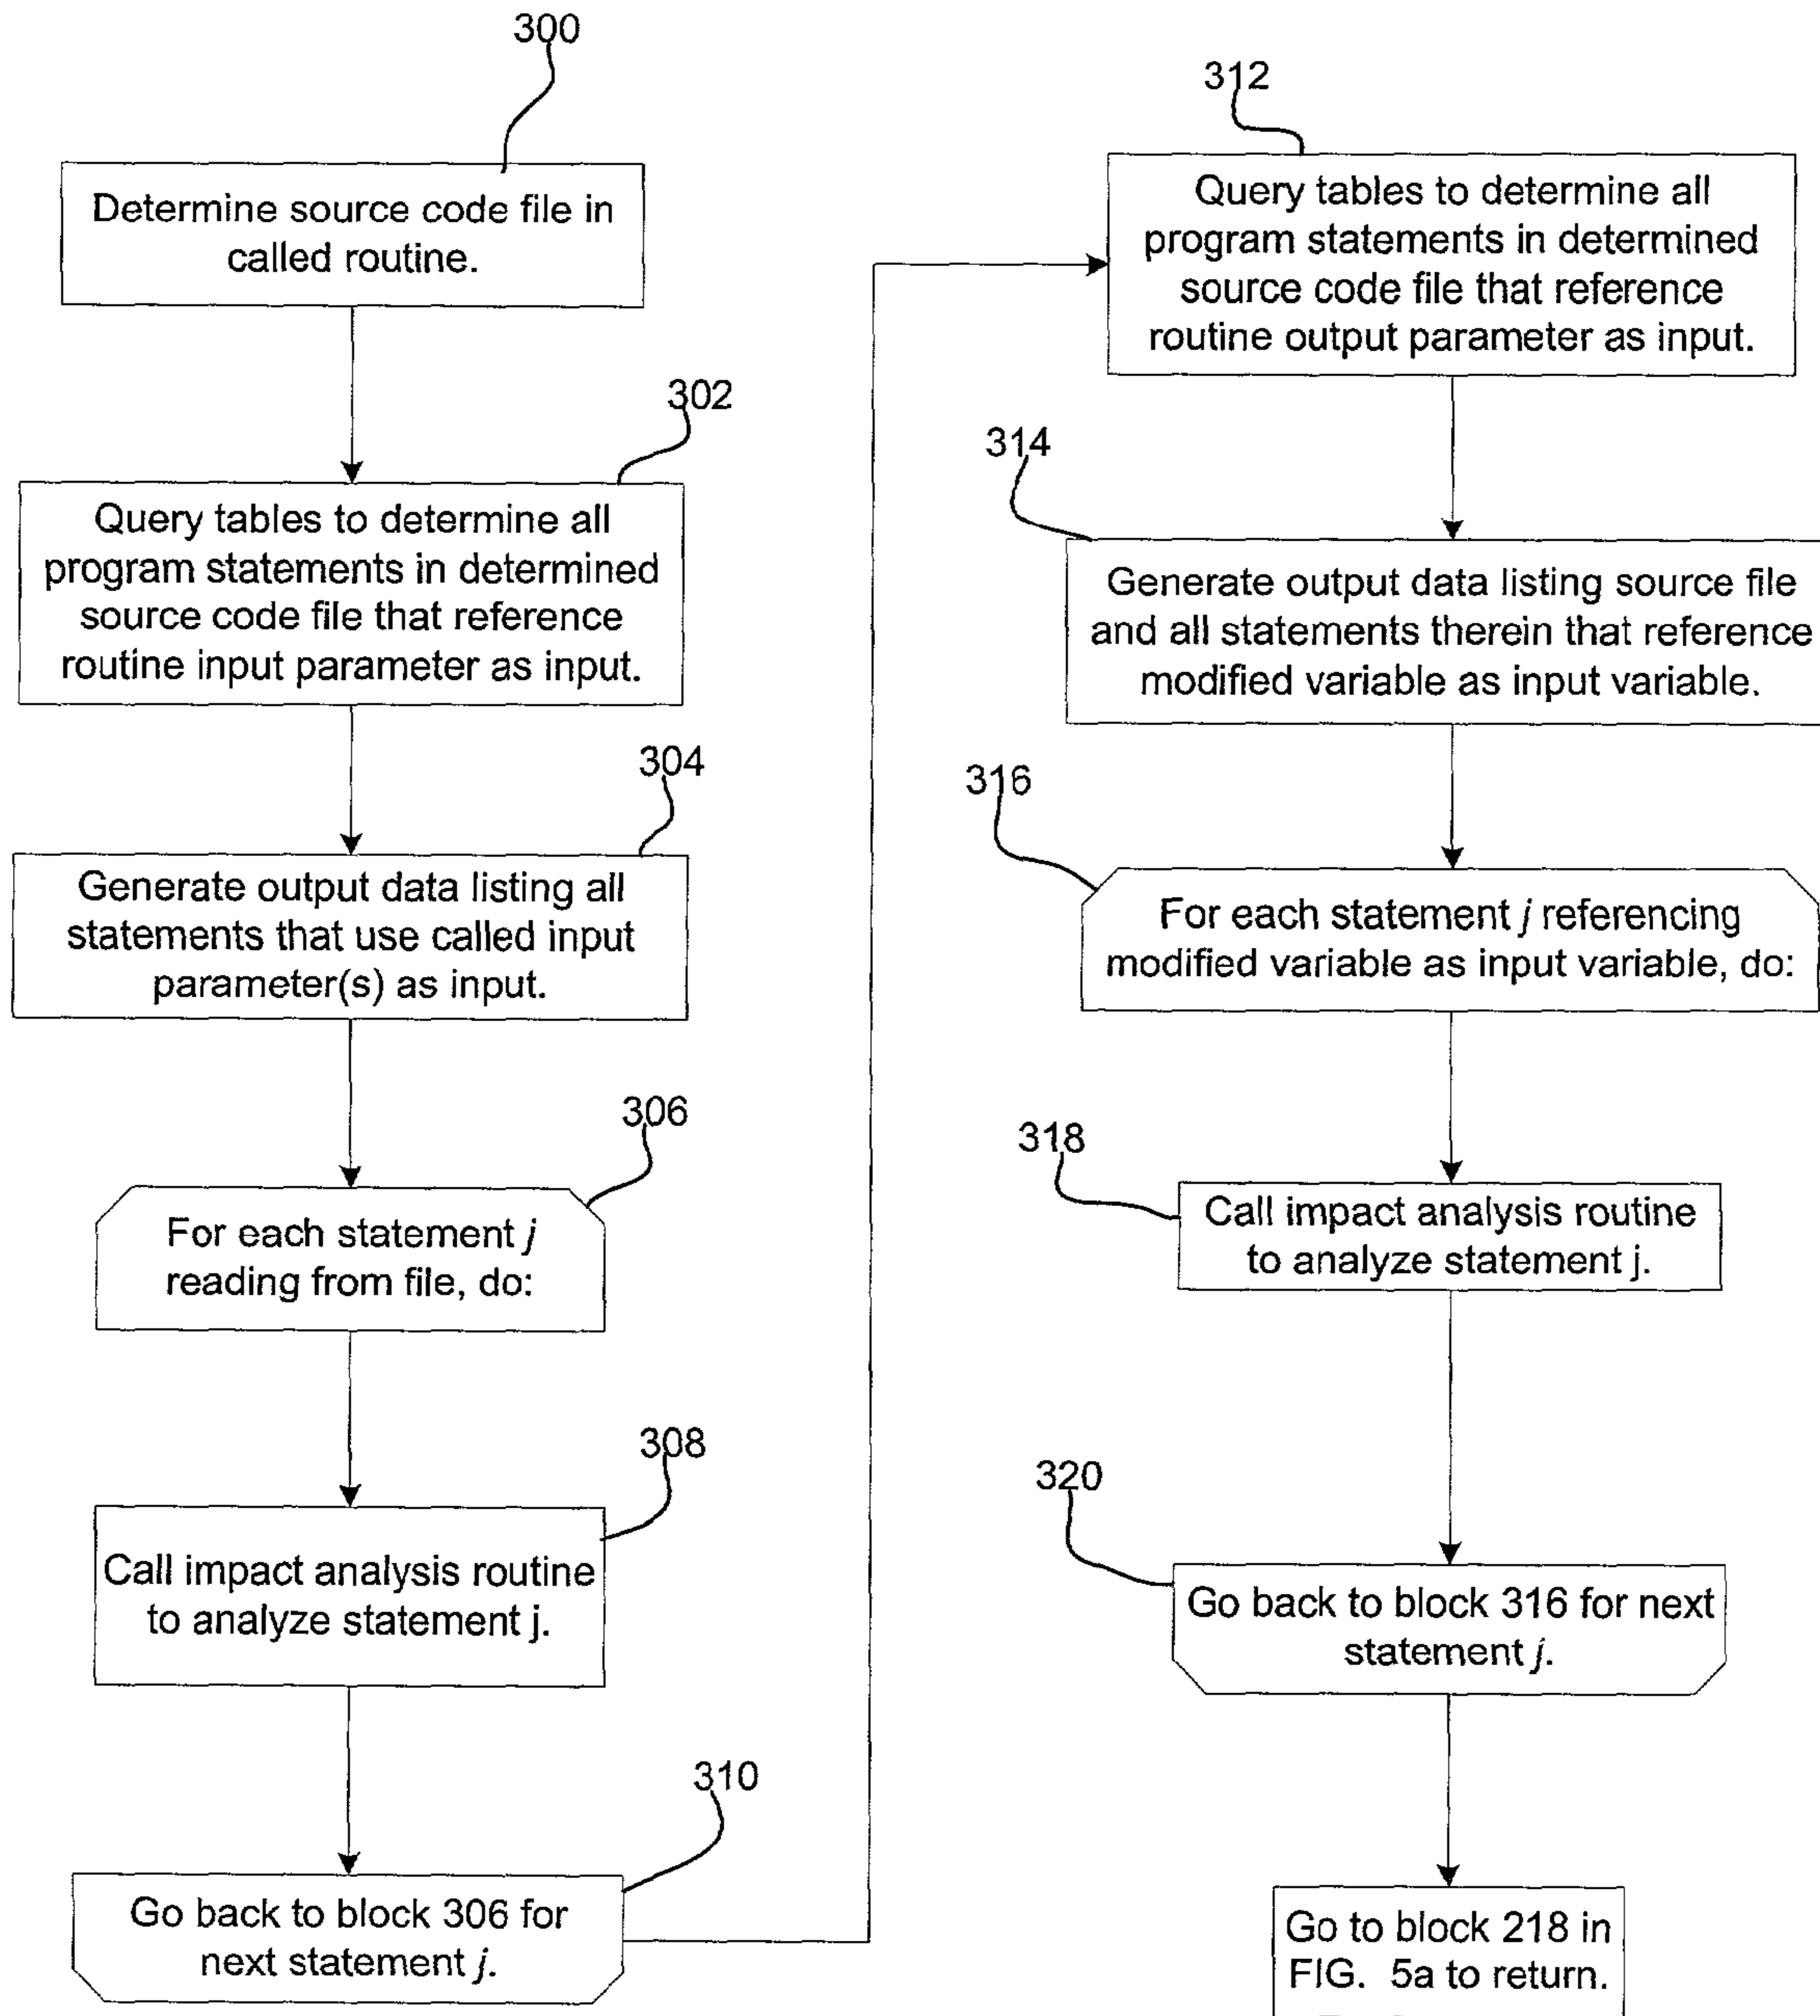 300
Determine source code file in
called routine.
302
Query tables to determine all
program statements in determined
source code file that reference
routine input parameter as input.
304
Generate output data listing all
statements that use called input
parameter(s) as input.
306
For each statement j
reading from file, do:
308
Call impact analysis routine
to analyze statement j.
310
Go back to block 306 for
next statement j.
312
Query tables to determine all
program statements in determined
source code file that reference
routine output parameter as input.
314
Generate output data listing source file
and all statements therein that reference
modified variable as input variable.
316
For each statement j referencing
modified variable as input variable, do:
318
Call impact analysis routine
to analyze statement j.
320
Go back to block 316 for next
statement j.
Go to block 218 in
FIG. 5a to return.